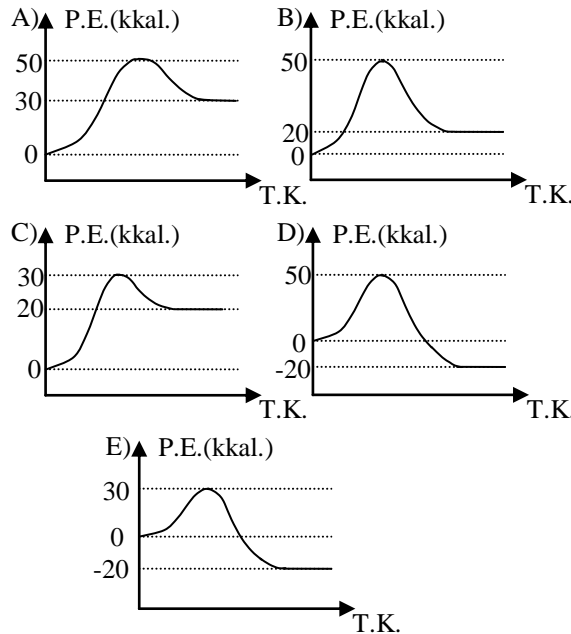 A) P.E.(kkal.)
50
30
0
T.K.
B) P.E.(kkal.)
50
20
0
T.K.
C) P.E.(kkal.)
30
20
0
T.K.
D) P.E.(kkal.)
50
0
-20
T.K.
E) P.E.(kkal.)
30
0
-20
T.K.